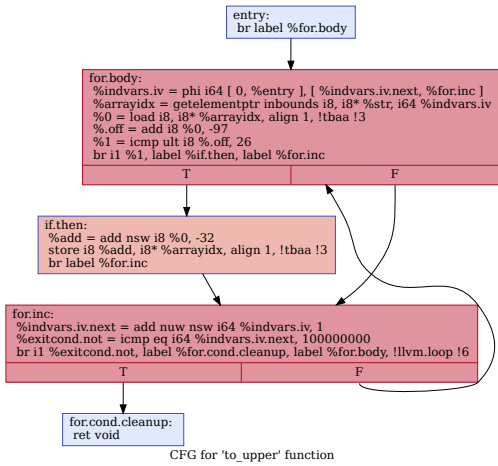 entry:
br label %for.body
for.body:
%indvars.iv = phi i64 [ 0, %entry ], [ %indvars.iv.next, %for.inc ]
%arrayidx = getelementptr inbounds i8, i8* %str, i64 %indvars.iv
%0 = load i8, i8* %arrayidx, align 1, !tbaa !3
%.off = add i8 %0, -97
%1 = icmp ult i8 %.off, 26
br i1 %1, label %if.then, label %for.inc
T F
if.then:
%add = add nsw i8 %0, -32
store i8 %add, i8* %arrayidx, align 1, !tbaa !3
br label %for.inc
for.inc:
%indvars.iv.next = add nuw nsw i64 %indvars.iv, 1
%exitcond.not = icmp eq i64 %indvars.iv.next, 100000000
br i1 %exitcond.not, label %for.cond.cleanup, label %for.body, !llvm.loop !6
T F
for.cond.cleanup:
ret void
CFG for 'to_upper' function